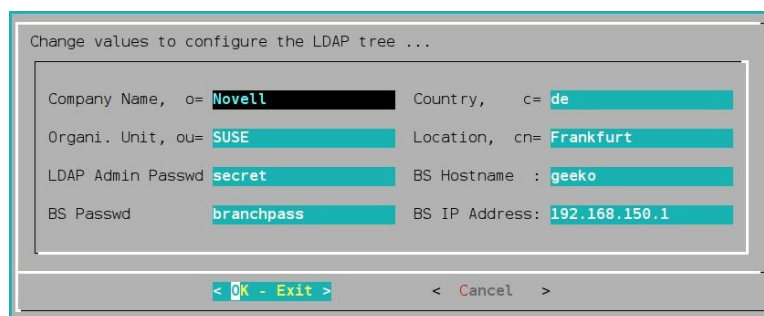 Change values to configure the LDAP tree ...
Company Name,  o= Novell Country,    c= de
Organi. Unit, ou= SUSE Location,  cn= Frankfurt
LDAP Admin Passwd secret BS Hostname  : geeko
BS Passwd branchpass BS IP Address: 192.168.150.1
< OK - Exit > <  Cancel   >